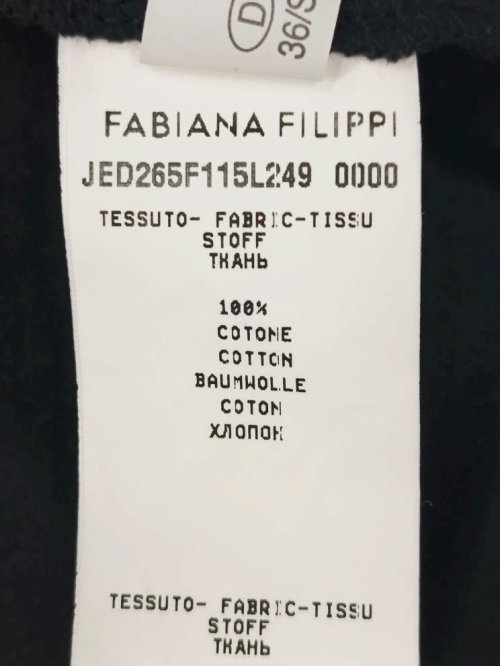 D
36/S
FABIANA FILIPPI
JED265F115L249 0000
TESSUTO- FABRIC-TISSU
STOFF
ТКАНЬ
100%
COTONE
COTTON
BAUMWOLLE
COTON
ХЛОПОК
TESSUTO- FABRIC-TISSU
STOFF
ТКАНЬ